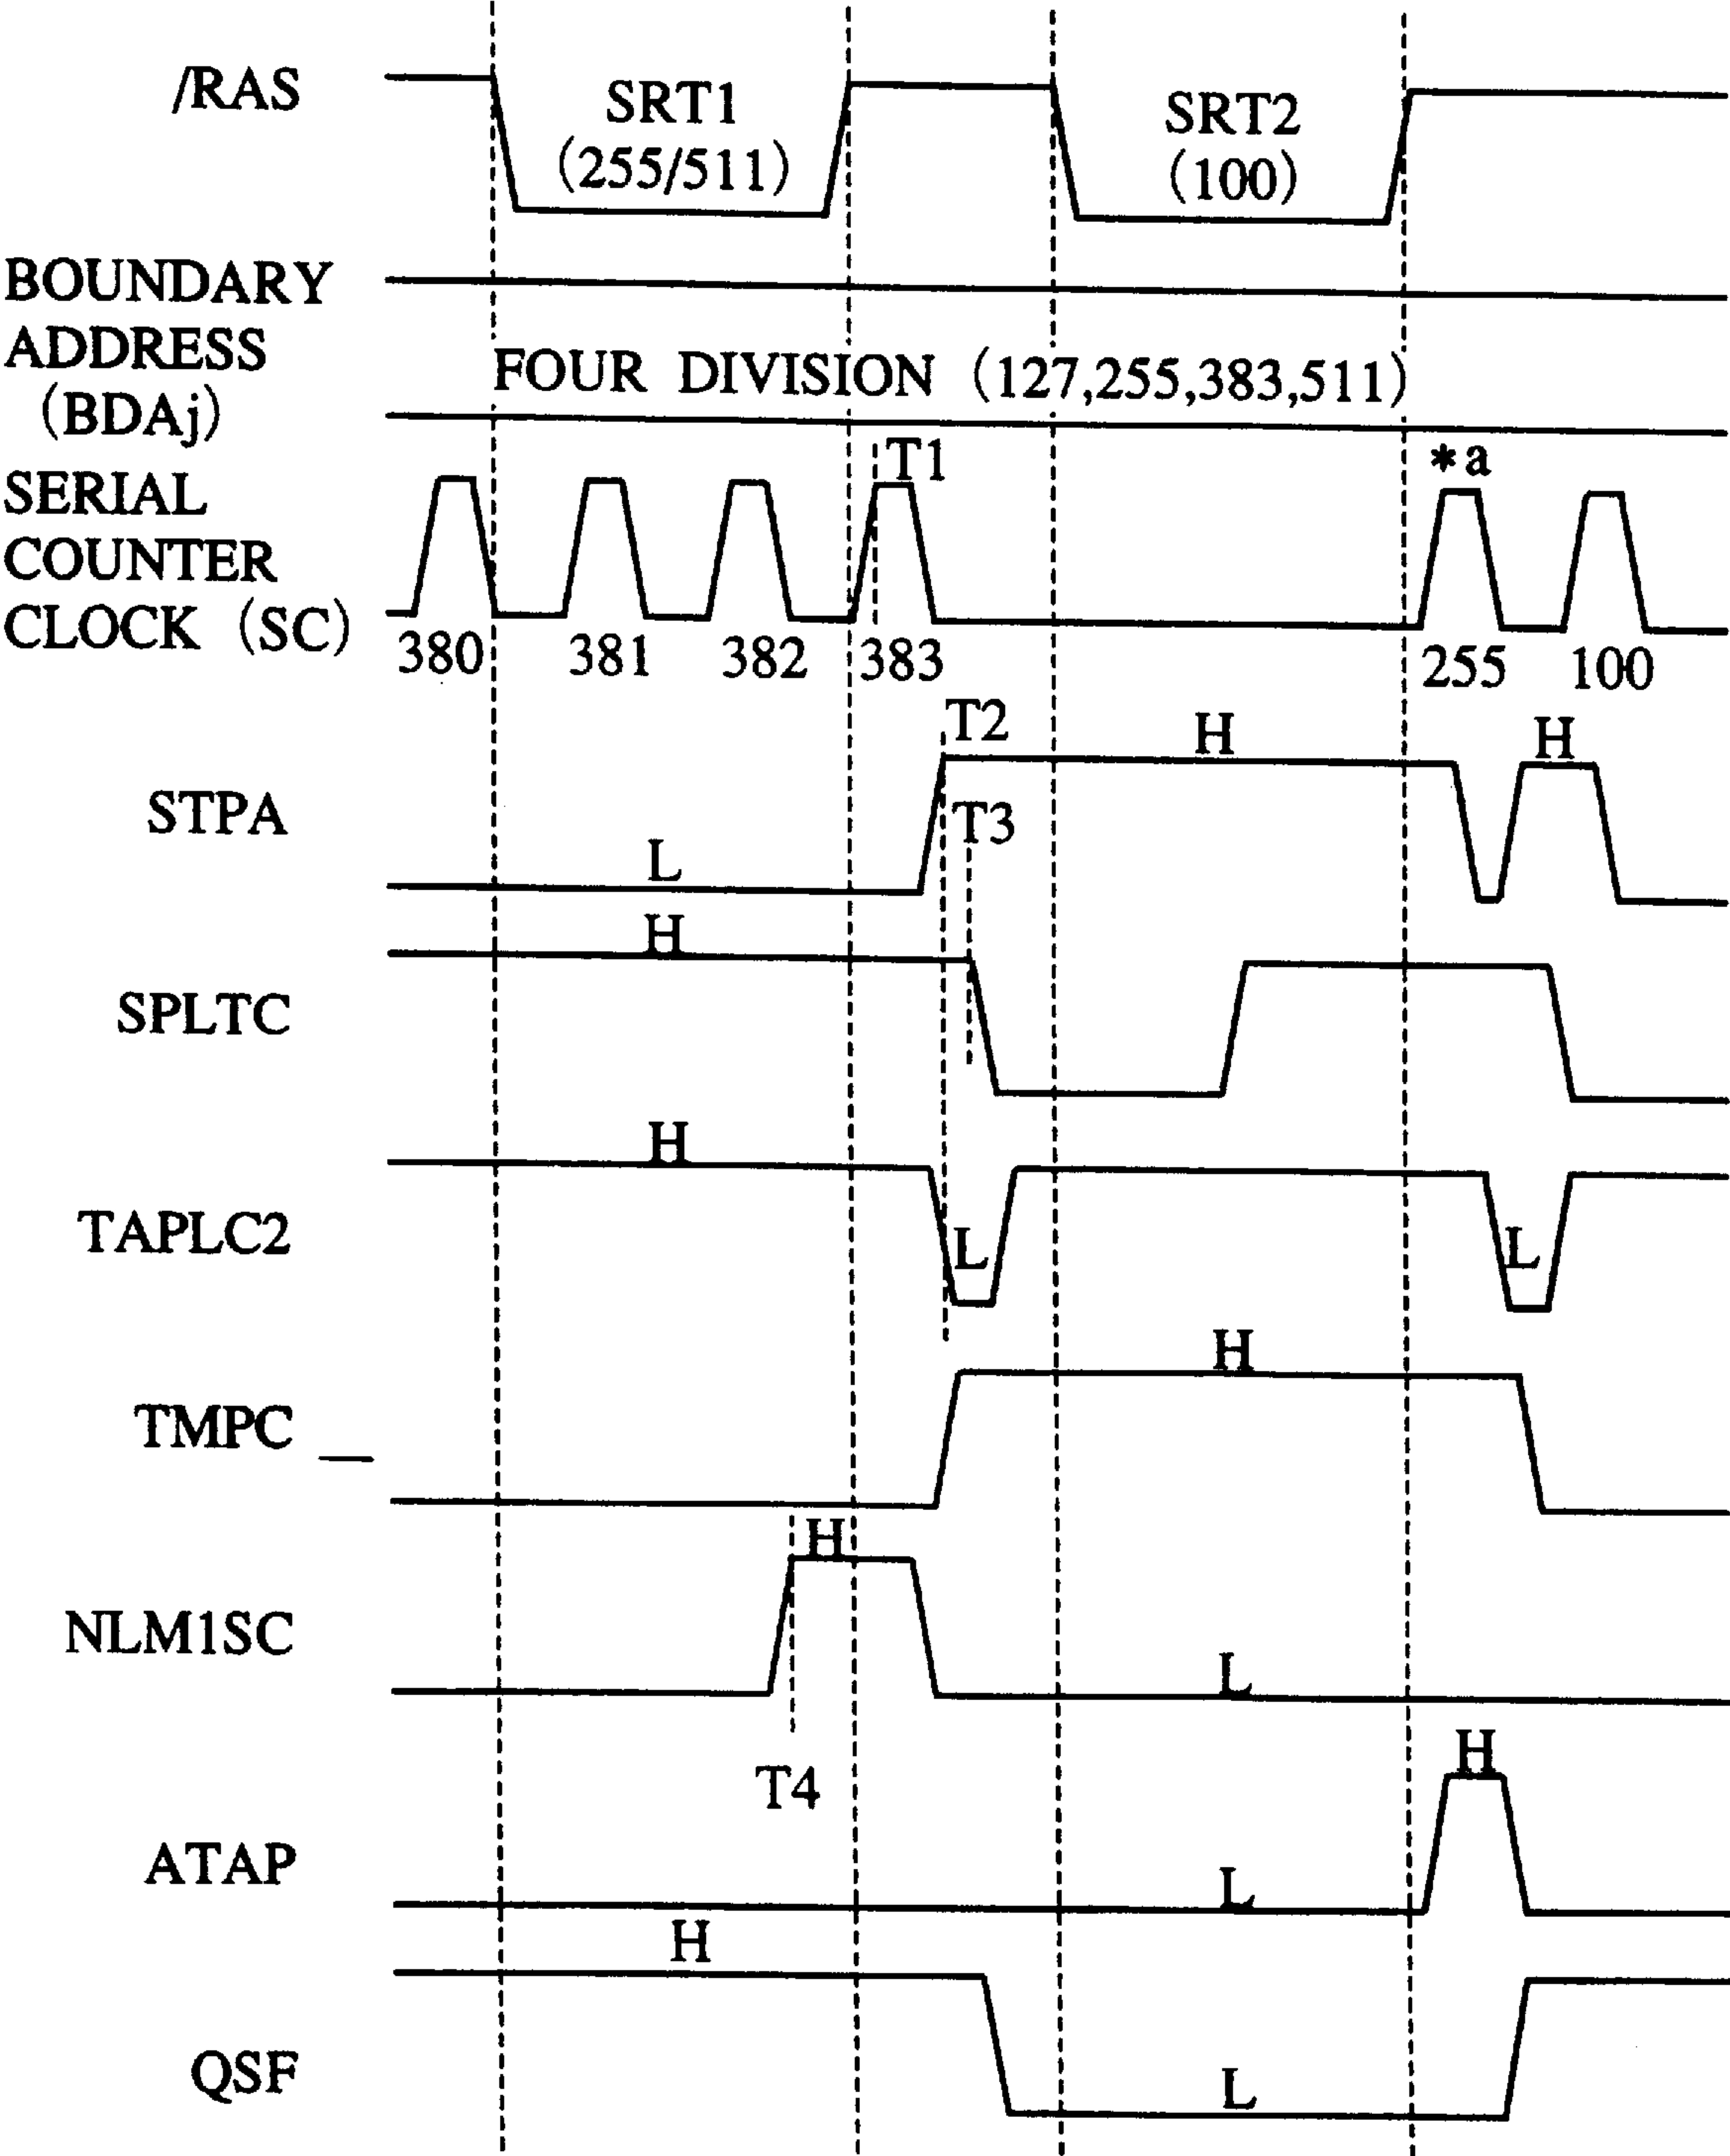 /RAS
SRT1
(255/511)
SRT2
(100)
BOUNDARY
ADDRESS
(BDAj)
FOUR DIVISION (127,255,383,511)
SERIAL
COUNTER
CLOCK (SC)
T1
*a
380 381 382 383 255 100
STPA
L
T2
H
H
T3
SPLTC
H
TAPLC2
H
L
L
TMPC
H
NLM1SC
H
L
T4
ATAP
L
H
QSF
H
L